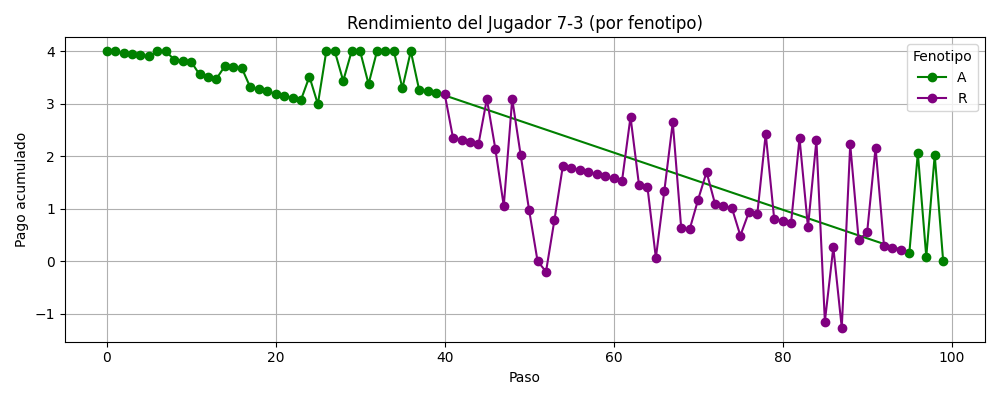 Rendimiento del Jugador 7-3 (por fenotipo)
Fenotipo
A
R
Pago acumulado
4
3
2
1
0
−1
0 20 40 60 80 100
Paso